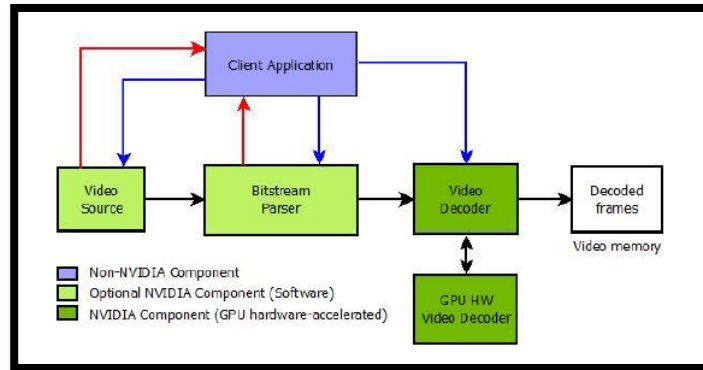 Client Application
Video
Source
Bitstream
Parser
Video
Decoder
Decoded
frames
Video memory
Non-NVIDIA Component
Optional NVIDIA Component (Software)
NVIDIA Component (GPU hardware-accelerated)
GPU HW
Video Decoder